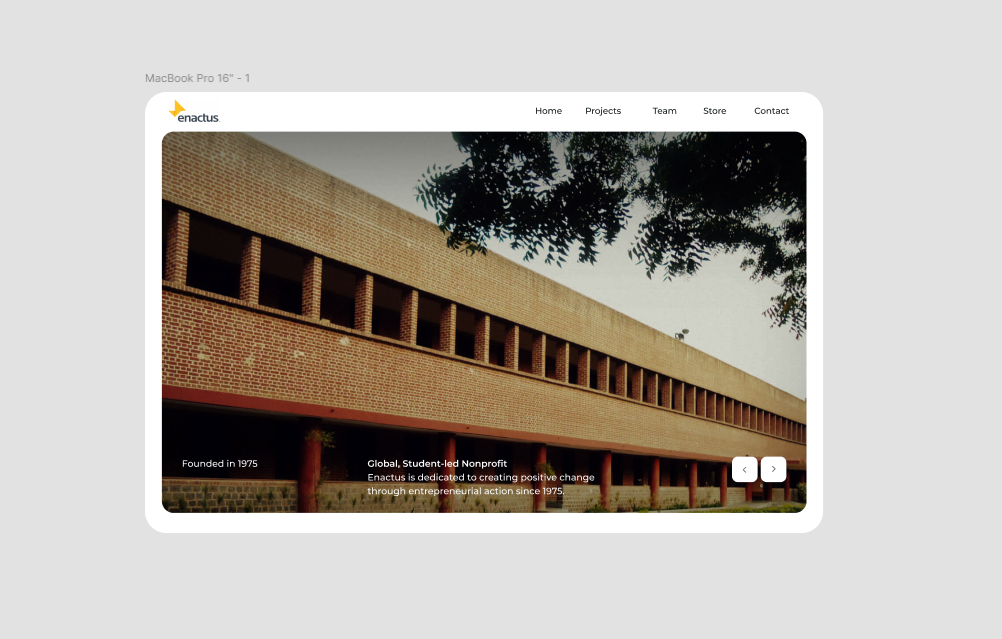 MacBook Pro 16" - 1
enactus
Home Projects Team Store Contact
Founded in 1975
Global, Student-led Nonprofit
Enactus is dedicated to creating positive change
through entrepreneurial action since 1975.